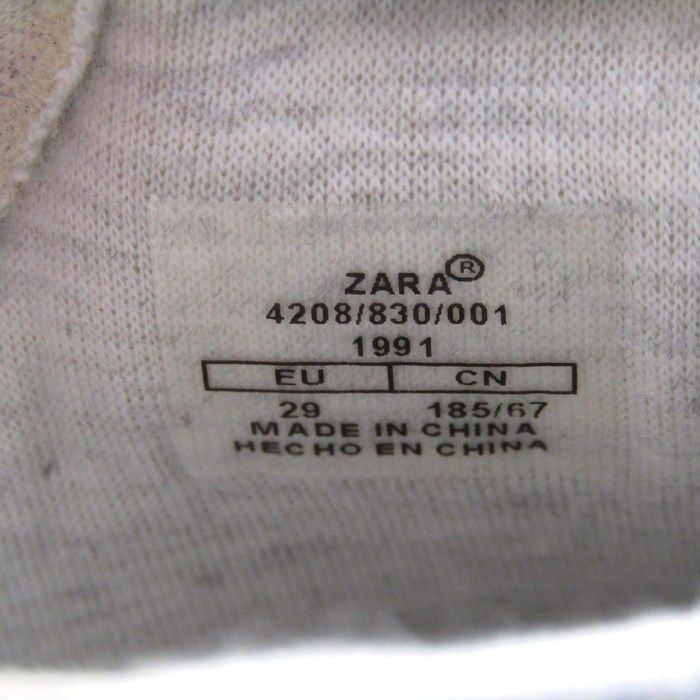 ZARA®
4208/830/001
1991
EU CN
29 185/67
MADE IN CHINA
HECHO EN CHINA